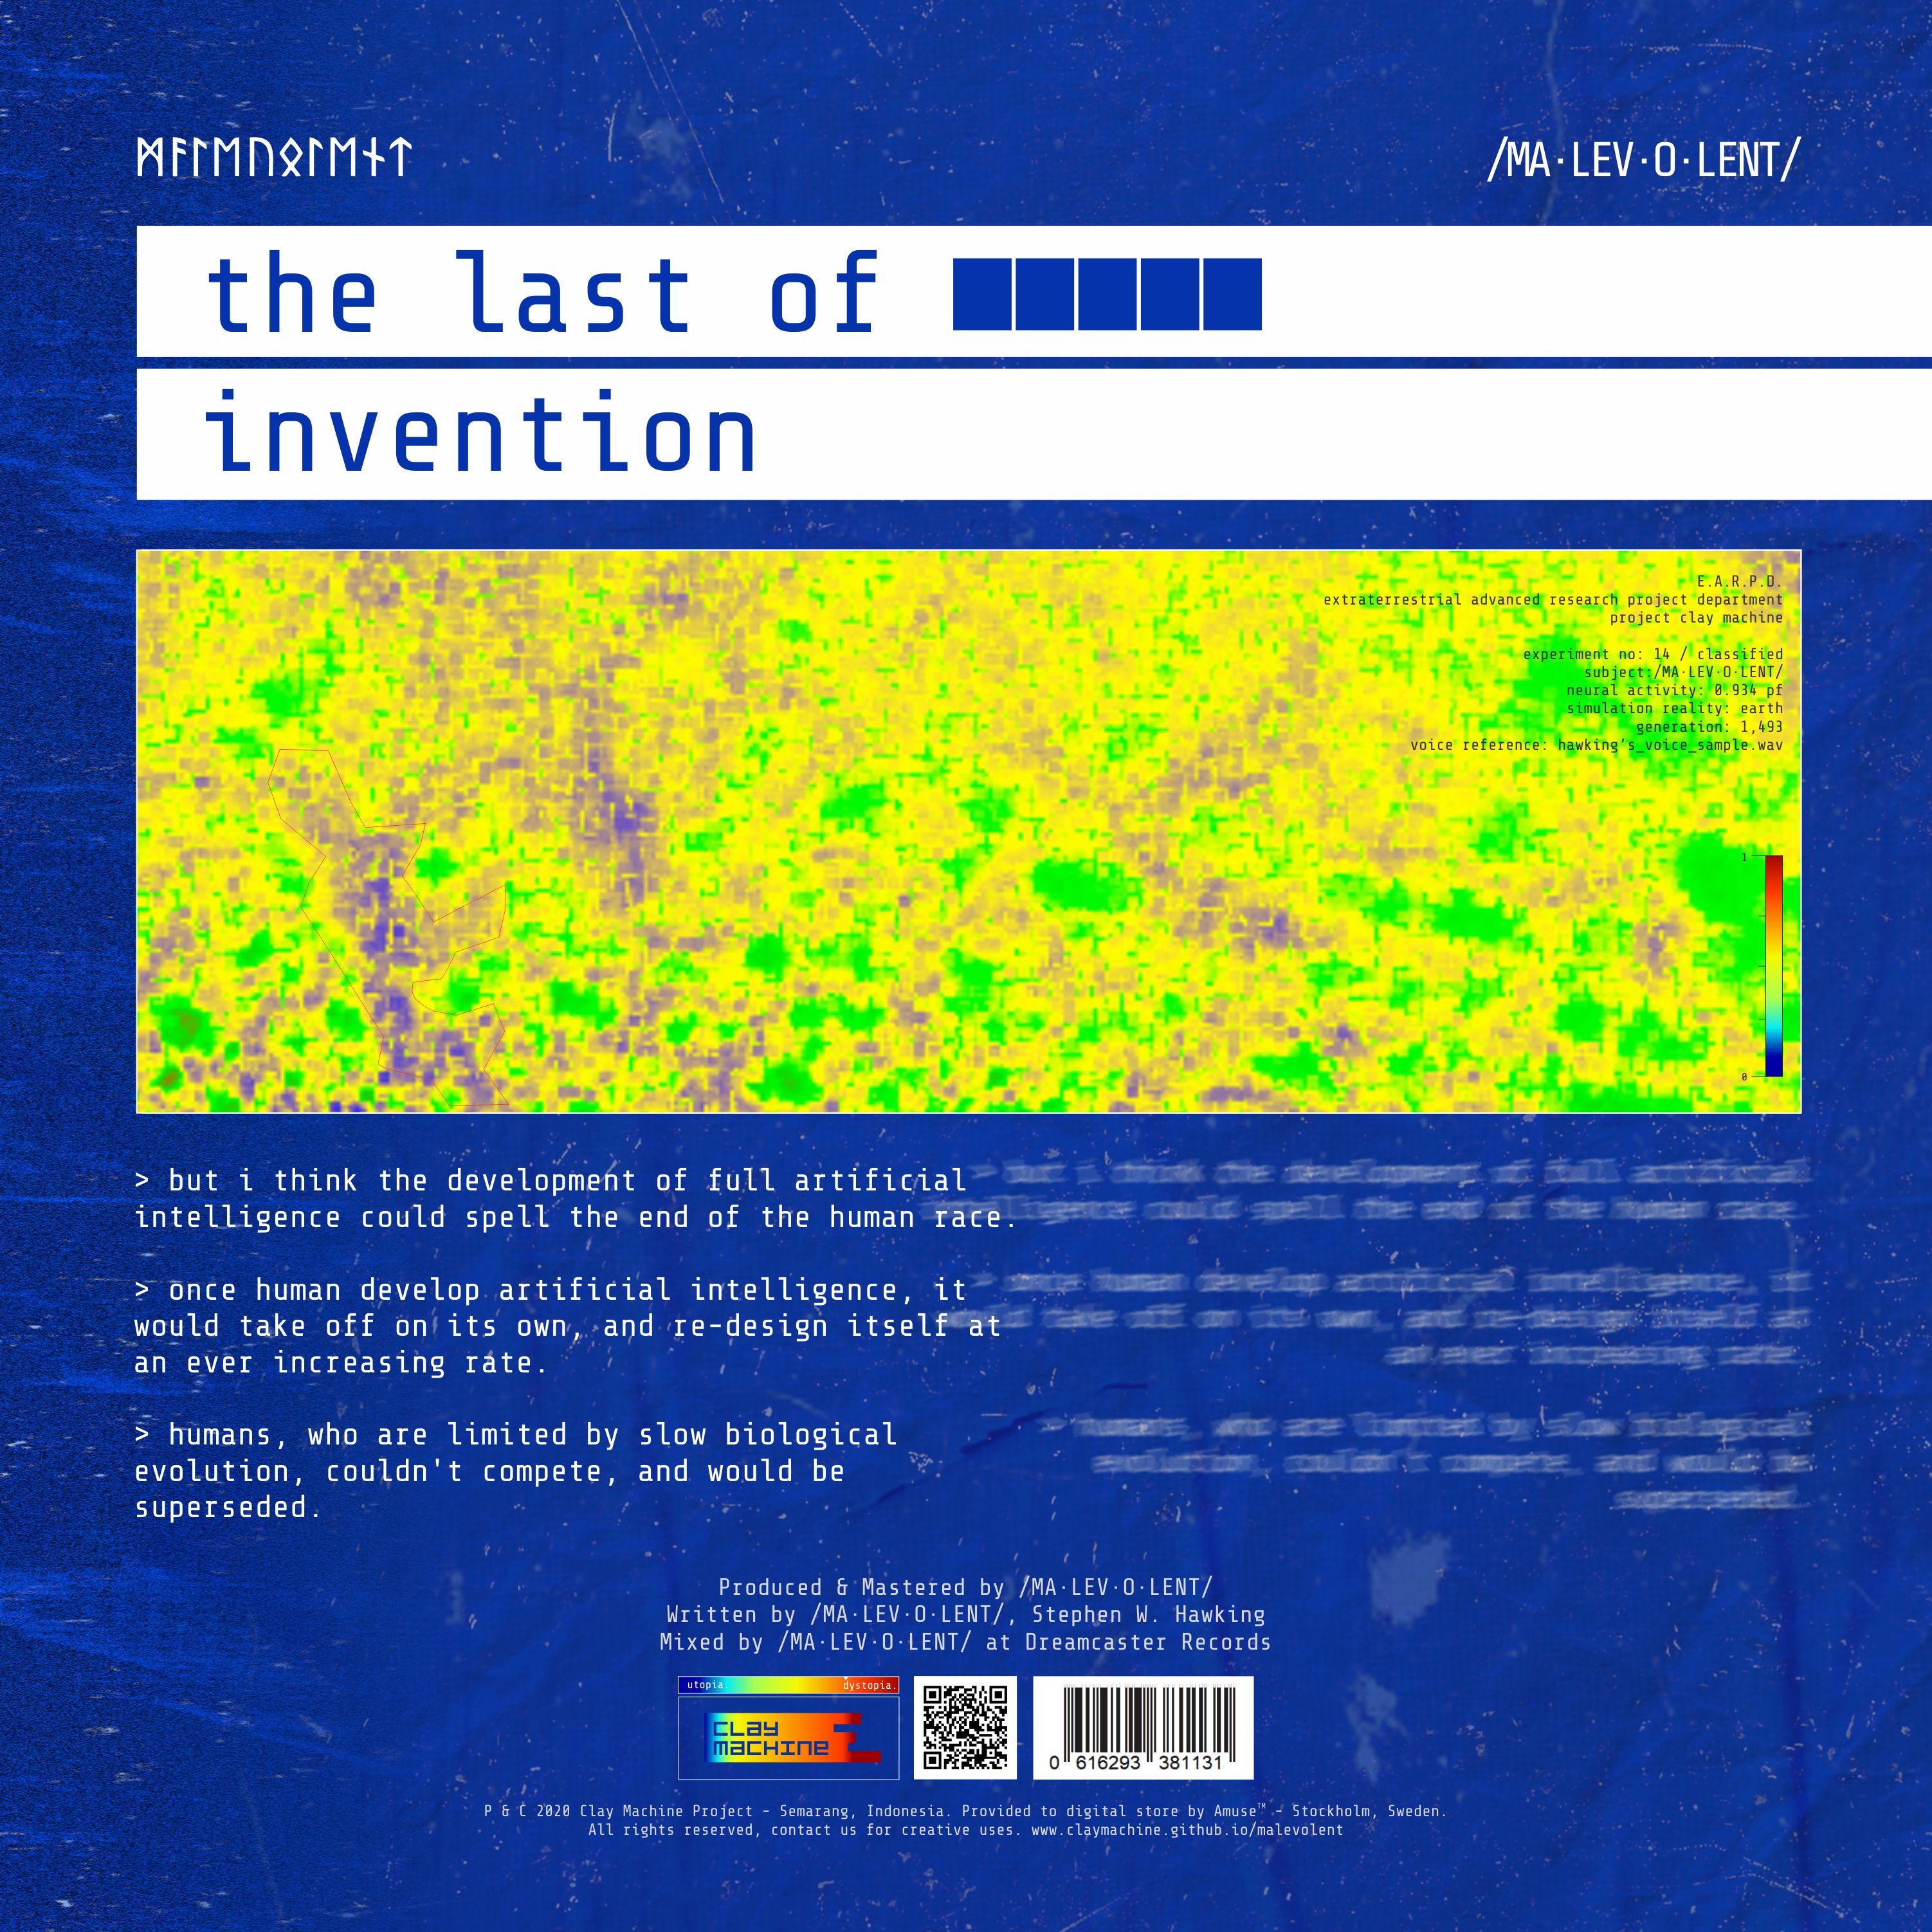 ᛗᚨᛚᛖᚢᛟᛚᛖᚾᛏ
/MA·LEV·O·LENT/
the last of █████
invention
E.A.R.P.D.
extraterrestrial advanced research project department
project clay machine
experiment no: 14 / classified
subject:/MA·LEV·O·LENT/
neural activity: 0.934 pf
simulation reality: earth
generation: 1,493
voice reference: hawking's_voice_sample.wav
1
0
> but i think the development of full artificial
intelligence could spell the end of the human race.
> once human develop artificial intelligence, it
would take off on its own, and re-design itself at
an ever increasing rate.
> humans, who are limited by slow biological
evolution, couldn't compete, and would be
superseded.
Produced & Mastered by /MA·LEV·O·LENT/
Written by /MA·LEV·O·LENT/, Stephen W. Hawking
Mixed by /MA·LEV·O·LENT/ at Dreamcaster Records
utopia. dystopia.
CLAY
MACHINE
0 616293 381131
P & C 2020 Clay Machine Project - Semarang, Indonesia. Provided to digital store by Amuse™ - Stockholm, Sweden.
All rights reserved, contact us for creative uses. www.claymachine.github.io/malevolent